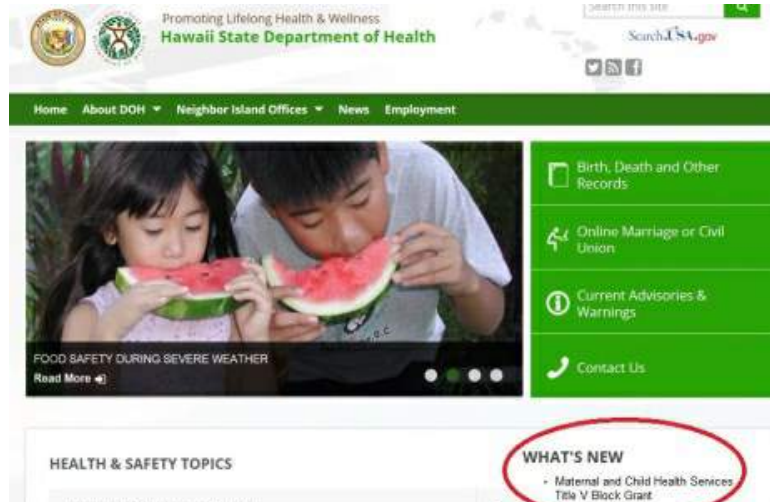 Promoting Lifelong Health & Wellness
Hawaii State Department of Health
Search this site
Search.USA.gov
Home About DOH Neighbor Island Offices News Employment
Birth, Death and Other
Records
Online Marriage or Civil
Union
Current Advisories &
Warnings
Contact Us
FOOD SAFETY DURING SEVERE WEATHER
Read More
HEALTH & SAFETY TOPICS
WHAT'S NEW
Maternal and Child Health Services
Title V Block Grant